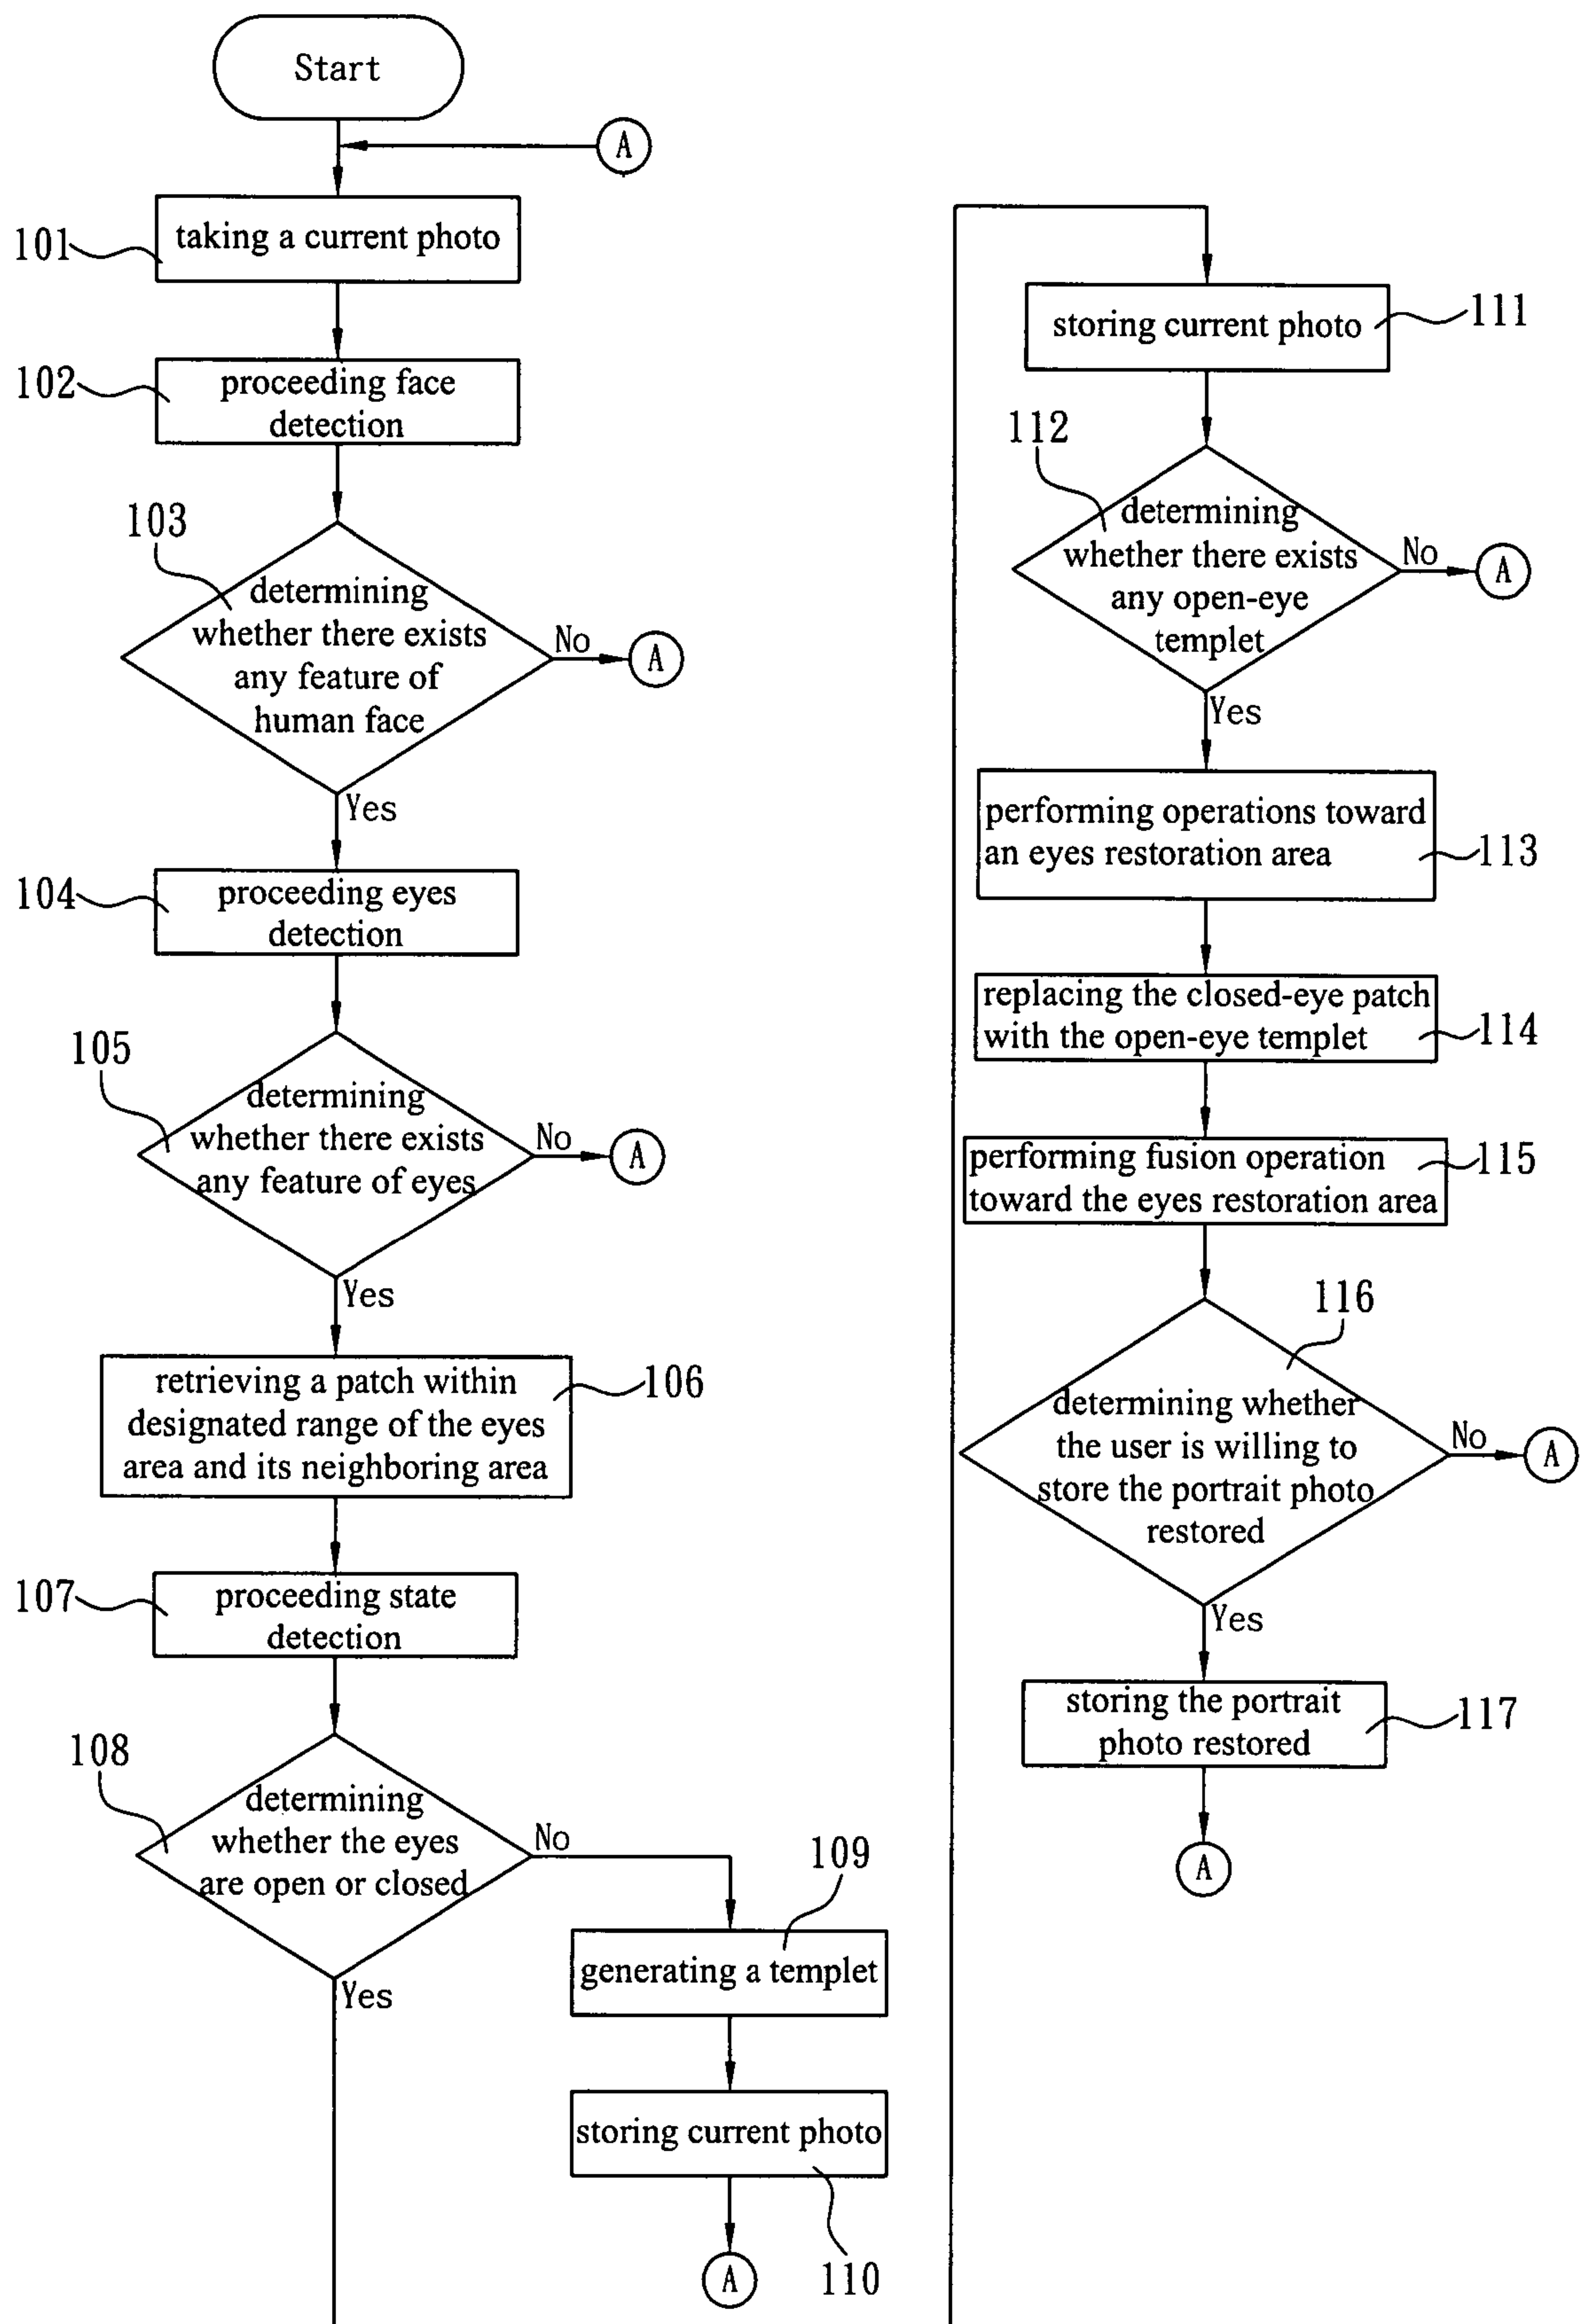 Start
A
101
taking a current photo
102
proceeding face
detection
103
determining
whether there exists
any feature of
human face
No
A
Yes
104
proceeding eyes
detection
105
determining
whether there exists
any feature of eyes
No
A
Yes
retrieving a patch within
designated range of the eyes
area and its neighboring area
106
107
proceeding state
detection
108
determining
whether the eyes
are open or closed
No
Yes
109
generating a templet
storing current photo
110
A
storing current photo
111
112
determining
whether there exists
any open-eye
templet
No
A
Yes
performing operations toward
an eyes restoration area
113
replacing the closed-eye patch
with the open-eye templet
114
performing fusion operation
toward the eyes restoration area
115
116
determining whether
the user is willing to
store the portrait photo
restored
No
A
Yes
storing the portrait
photo restored
117
A